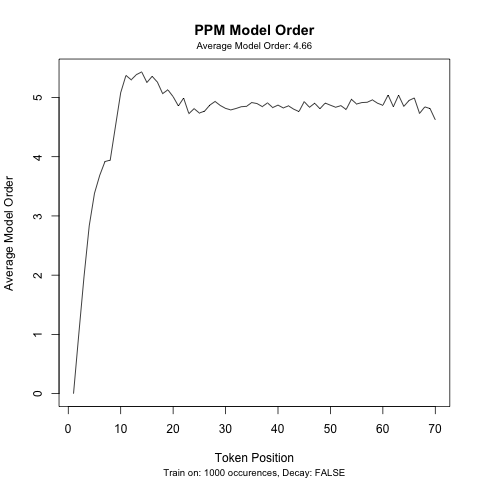 PPM Model Order
Average Model Order: 4.66
Average Model Order
5
4
3
2
1
0
0 10 20 30 40 50 60 70
Token Position
Train on: 1000 occurences, Decay: FALSE